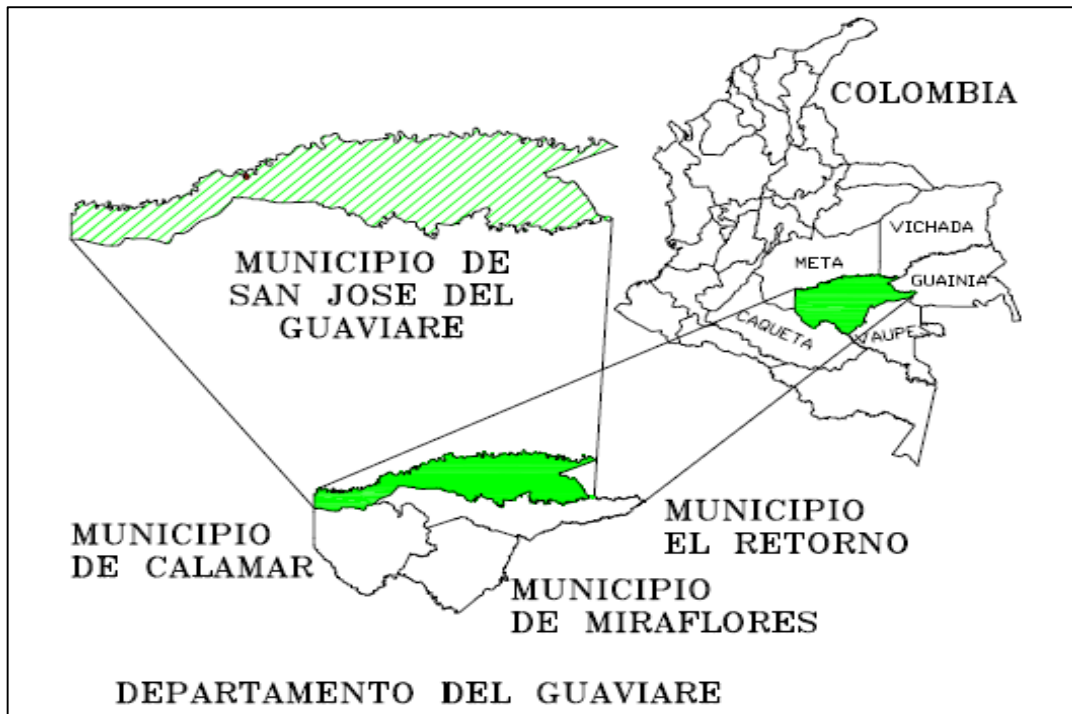 COLOMBIA
VICHADA
META
GUAINIA
CAQUETA
VAUPES
MUNICIPIO DE
SAN JOSE DEL
GUAVIARE
MUNICIPIO
DE CALAMAR
MUNICIPIO
EL RETORNO
MUNICIPIO
DE MIRAFLORES
DEPARTAMENTO DEL GUAVIARE